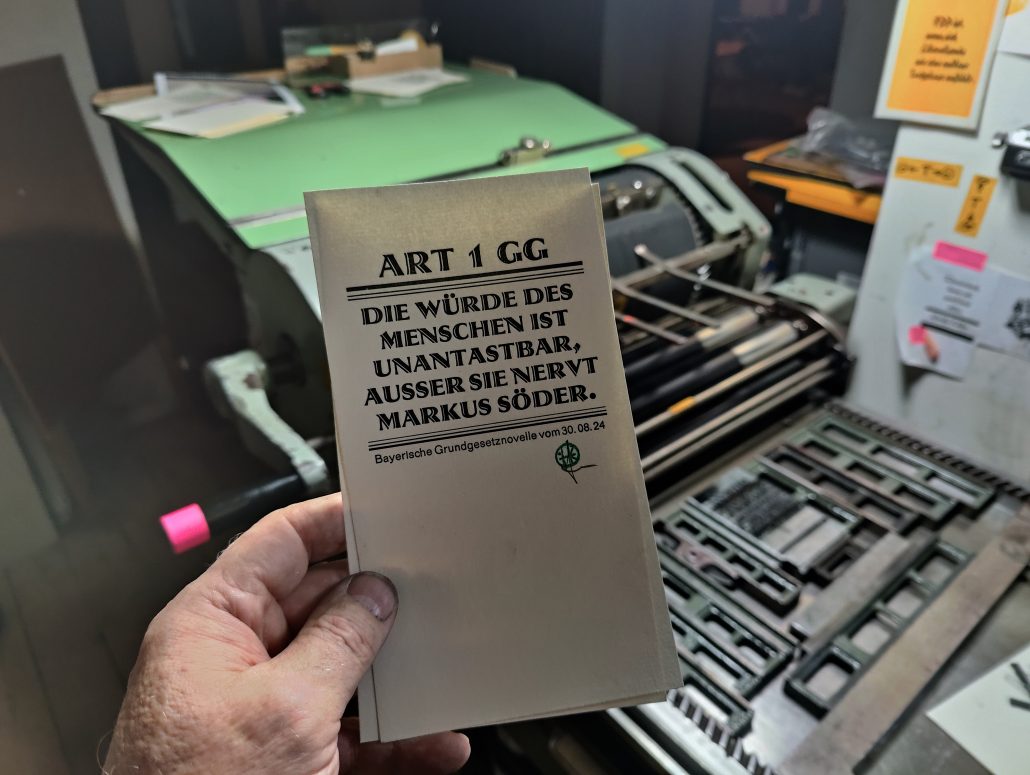 ART 1 GG
DIE WÜRDE DES
MENSCHEN IST
UNANTASTBAR,
AUSSER SIE NERVT
MARKUS SÖDER.
Bayerische Grundgesetznovelle vom 30. 08. 24